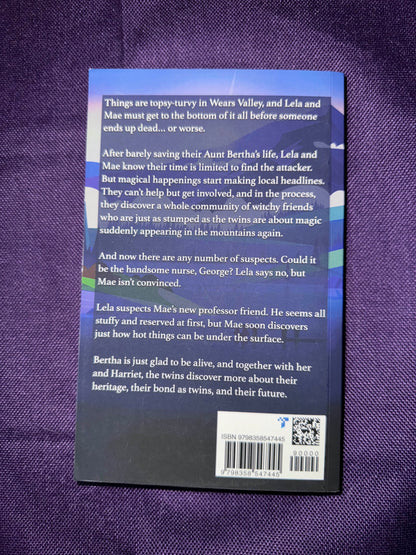 Things are topsy-turvy in Wears Valley, and Lela and
Mae must get to the bottom of it all before someone
ends up dead... or worse.
After barely saving their Aunt Bertha's life, Lela and
Mae know their time is limited to find the attacker.
But magical happenings start making local headlines.
They can't help but get involved, and in the process,
they discover a whole community of witchy friends
who are just as stumped as the twins are about magic
suddenly appearing in the mountains again.
And now there are any number of suspects. Could it
be the handsome nurse, George? Lela says no, but
Mae isn't convinced.
Lela suspects Mae's new professor friend. He seems all
stuffy and reserved at first, but Mae soon discovers
just how hot things can be under the surface.
Bertha is just glad to be alive, and together with her
and Harriet, the twins discover more about their
heritage, their bond as twins, and their future.
ISBN 9798358547445
90000
9 798358 547445